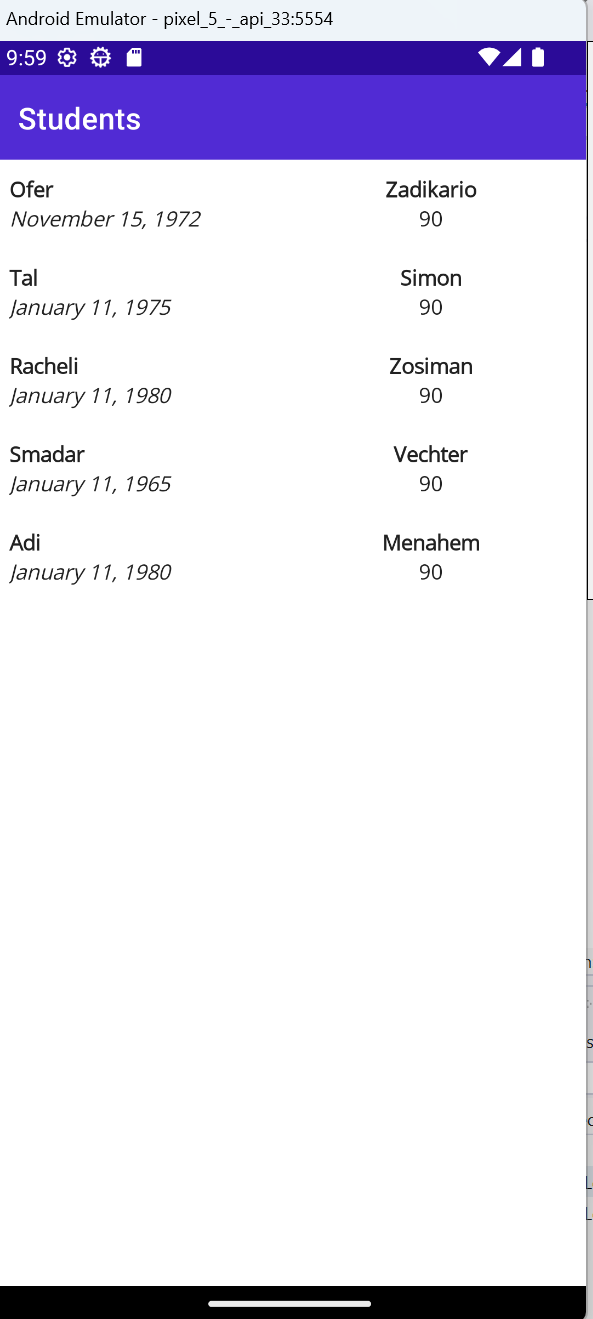 Android Emulator - pixel_5_-_api_33:5554
9:59
Students
Ofer Zadikario
November 15, 1972 90
Tal Simon
January 11, 1975 90
Racheli Zosiman
January 11, 1980 90
Smadar Vechter
January 11, 1965 90
Adi Menahem
January 11, 1980 90